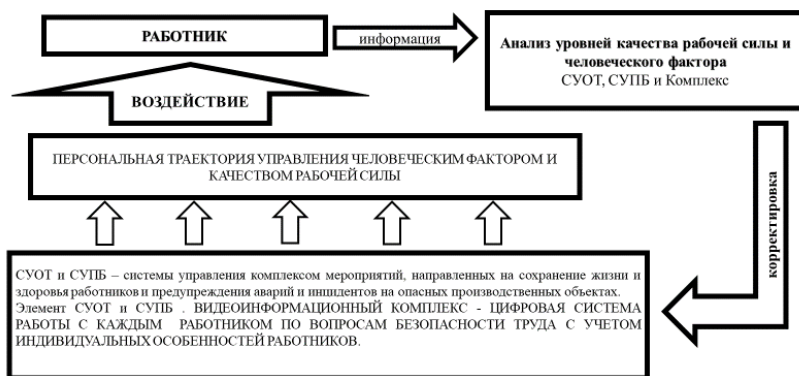 РАБОТНИК
информация
Анализ уровней качества рабочей силы и
человеческого фактора
СУОТ, СУПБ и Комплекс
ВОЗДЕЙСТВИЕ
ПЕРСОНАЛЬНАЯ ТРАЕКТОРИЯ УПРАВЛЕНИЯ ЧЕЛОВЕЧЕСКИМ ФАКТОРОМ И
КАЧЕСТВОМ РАБОЧЕЙ СИЛЫ
корректировка
СУОТ и СУПБ – системы управления комплексом мероприятий, направленных на сохранение жизни и
здоровья работников и предупреждения аварий и инцидентов на опасных производственных объектах.
Элемент СУОТ и СУПБ . ВИДЕОИНФОРМАЦИОННЫЙ КОМПЛЕКС - ЦИФРОВАЯ СИСТЕМА
РАБОТЫ С КАЖДЫМ РАБОТНИКОМ ПО ВОПРОСАМ БЕЗОПАСНОСТИ ТРУДА С УЧЕТОМ
ИНДИВИДУАЛЬНЫХ ОСОБЕННОСТЕЙ РАБОТНИКОВ.